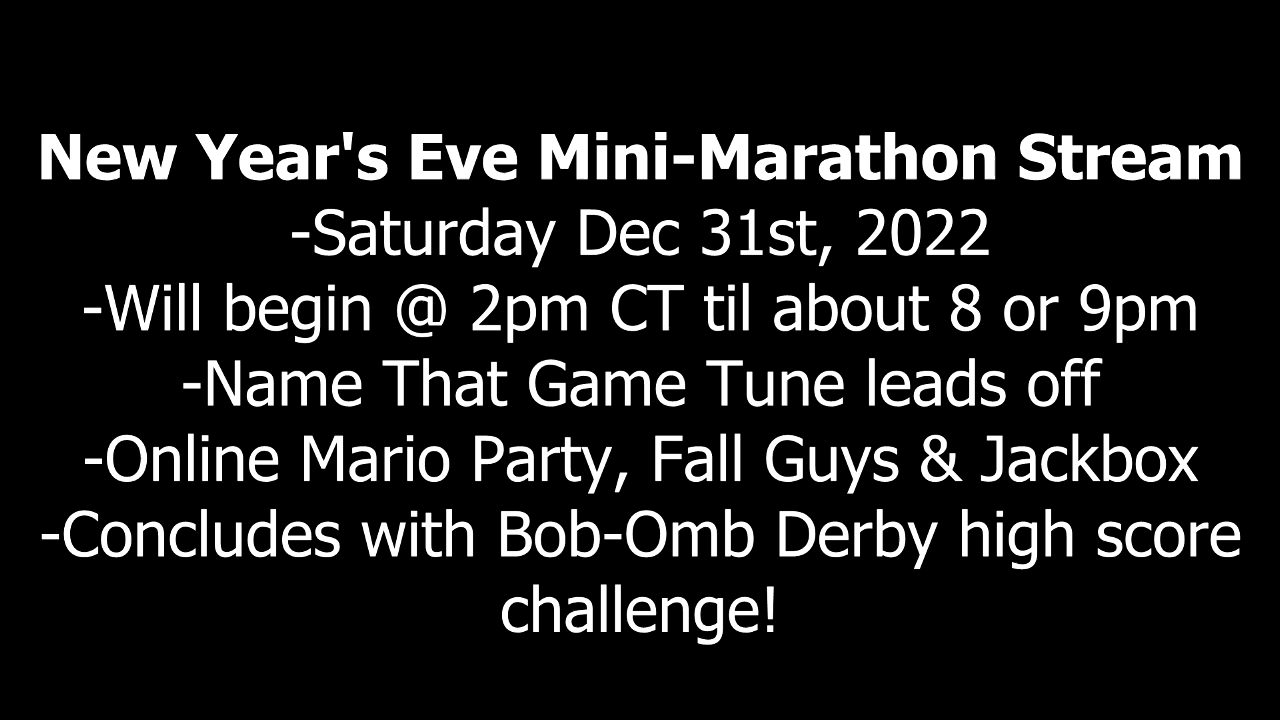 New Year's Eve Mini-Marathon Stream
-Saturday Dec 31st, 2022
-Will begin @ 2pm CT til about 8 or 9pm
-Name That Game Tune leads off
-Online Mario Party, Fall Guys & Jackbox
-Concludes with Bob-Omb Derby high score
challenge!